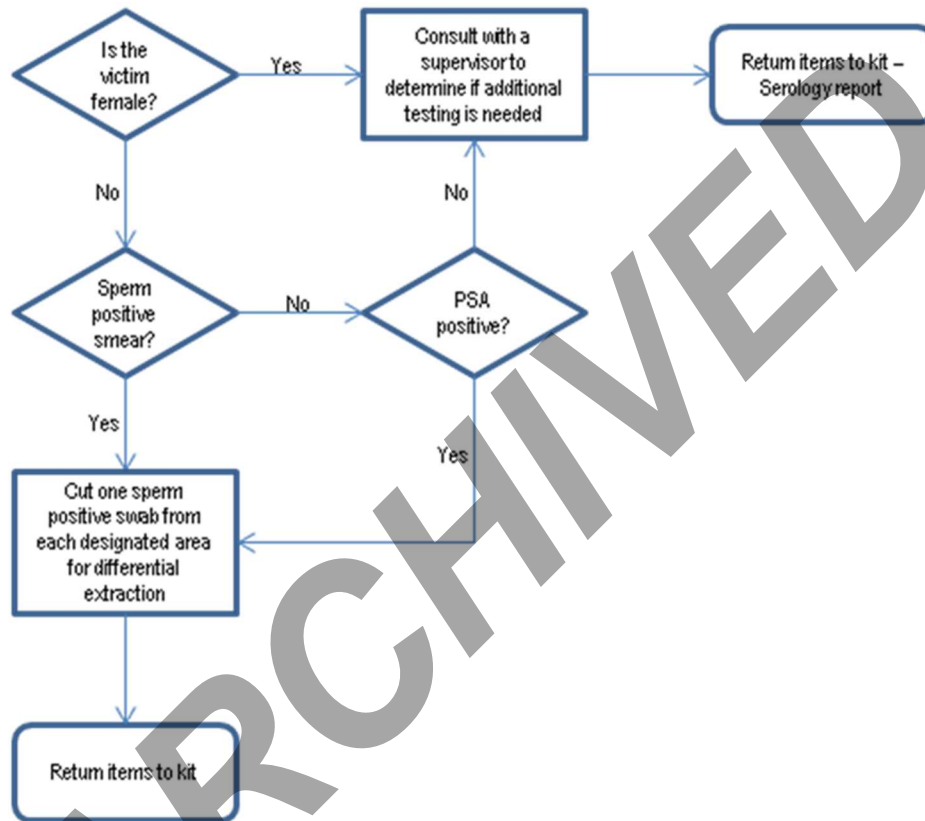 Is the
victim
female?
Yes
Consult with a
supervisor to
determine if additional
testing is needed
Return items to kit –
Serology report
No
No
Sperm
positive
smear?
No
PSA
positive?
Yes
Yes
Cut one sperm
positive swab from
each designated area
for differential
extraction
Return items to kit
ARCHIVED